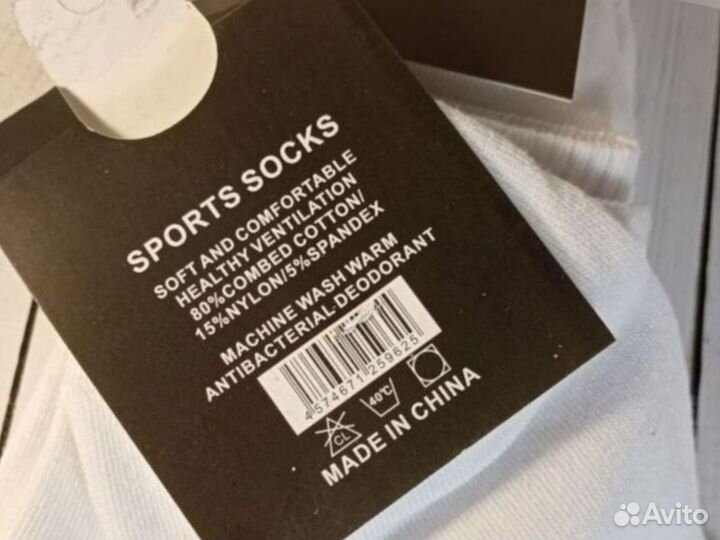 SPORTS SOCKS
SOFT AND COMFORTABLE
HEALTHY VENTILATION
80%COMBED COTTON/
15%NYLON/5%SPANDEX
MACHINE WASH WARM
ANTIBACTERIAL-DEODORANT
4 574671 259625
CL 40℃
MADE IN CHINA
Avito